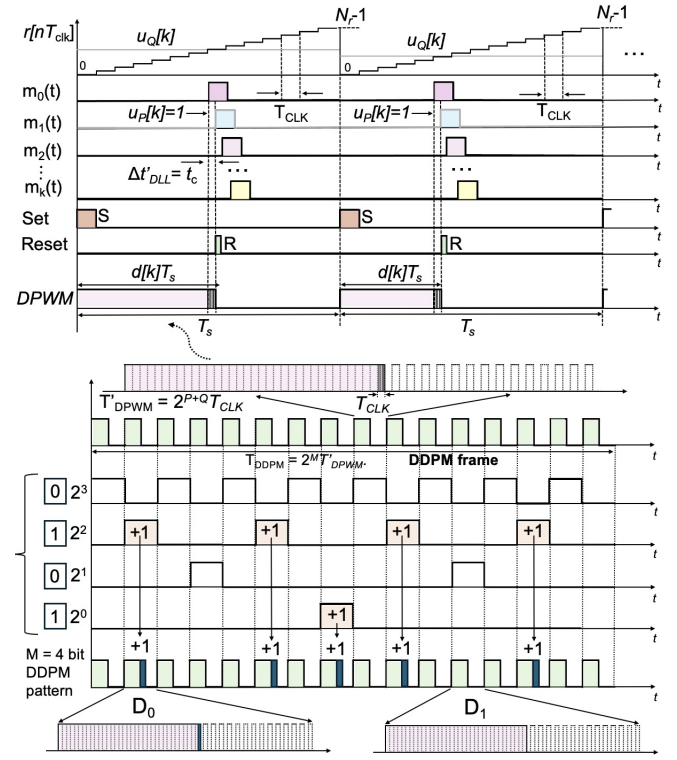 r[nT_clk]
u_Q[k]
N_r-1
u_Q[k]
N_r-1
0
0
...
t
m_0(t)
T_CLK
T_CLK
t
m_1(t)
u_P[k]=1
u_P[k]=1
t
m_2(t)
t
⋮
Δt'_DLL = t_c
...
...
m_k(t)
t
Set
S
S
t
Reset
R
R
t
d[k]T_s
d[k]T_s
DPWM
t
T_s
T_s
T'_DPWM = 2^{P+Q}T_CLK
T_CLK
t
T_DDPM = 2^M T'_DPWM.
DDPM frame
0 2^3
t
1 2^2
+1
+1
+1
+1
t
0 2^1
t
1 2^0
+1
t
+1
+1
+1
+1
+1
M = 4 bit
DDPM
pattern
t
D_0
D_1